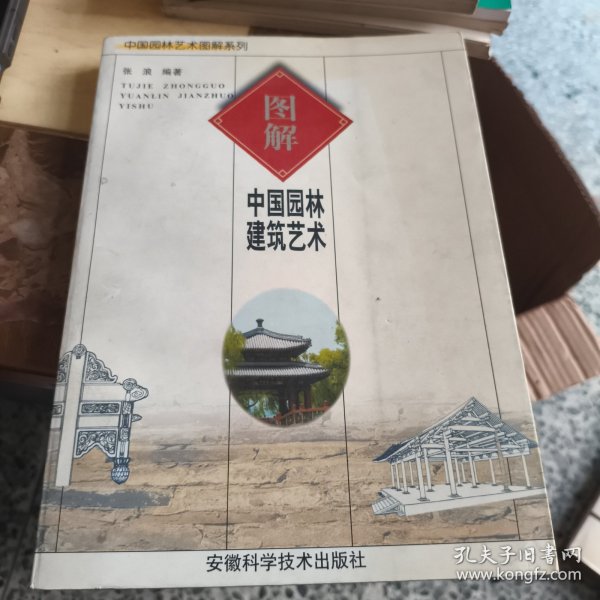 中国园林艺术图解系列
张 浪 编著
TUJIE ZHONGGUO
YUANLIN JIANZHUO
YISHU
图
解
中国园林
建筑艺术
安徽科学技术出版社
孔夫子旧书网
www.kongfz.com